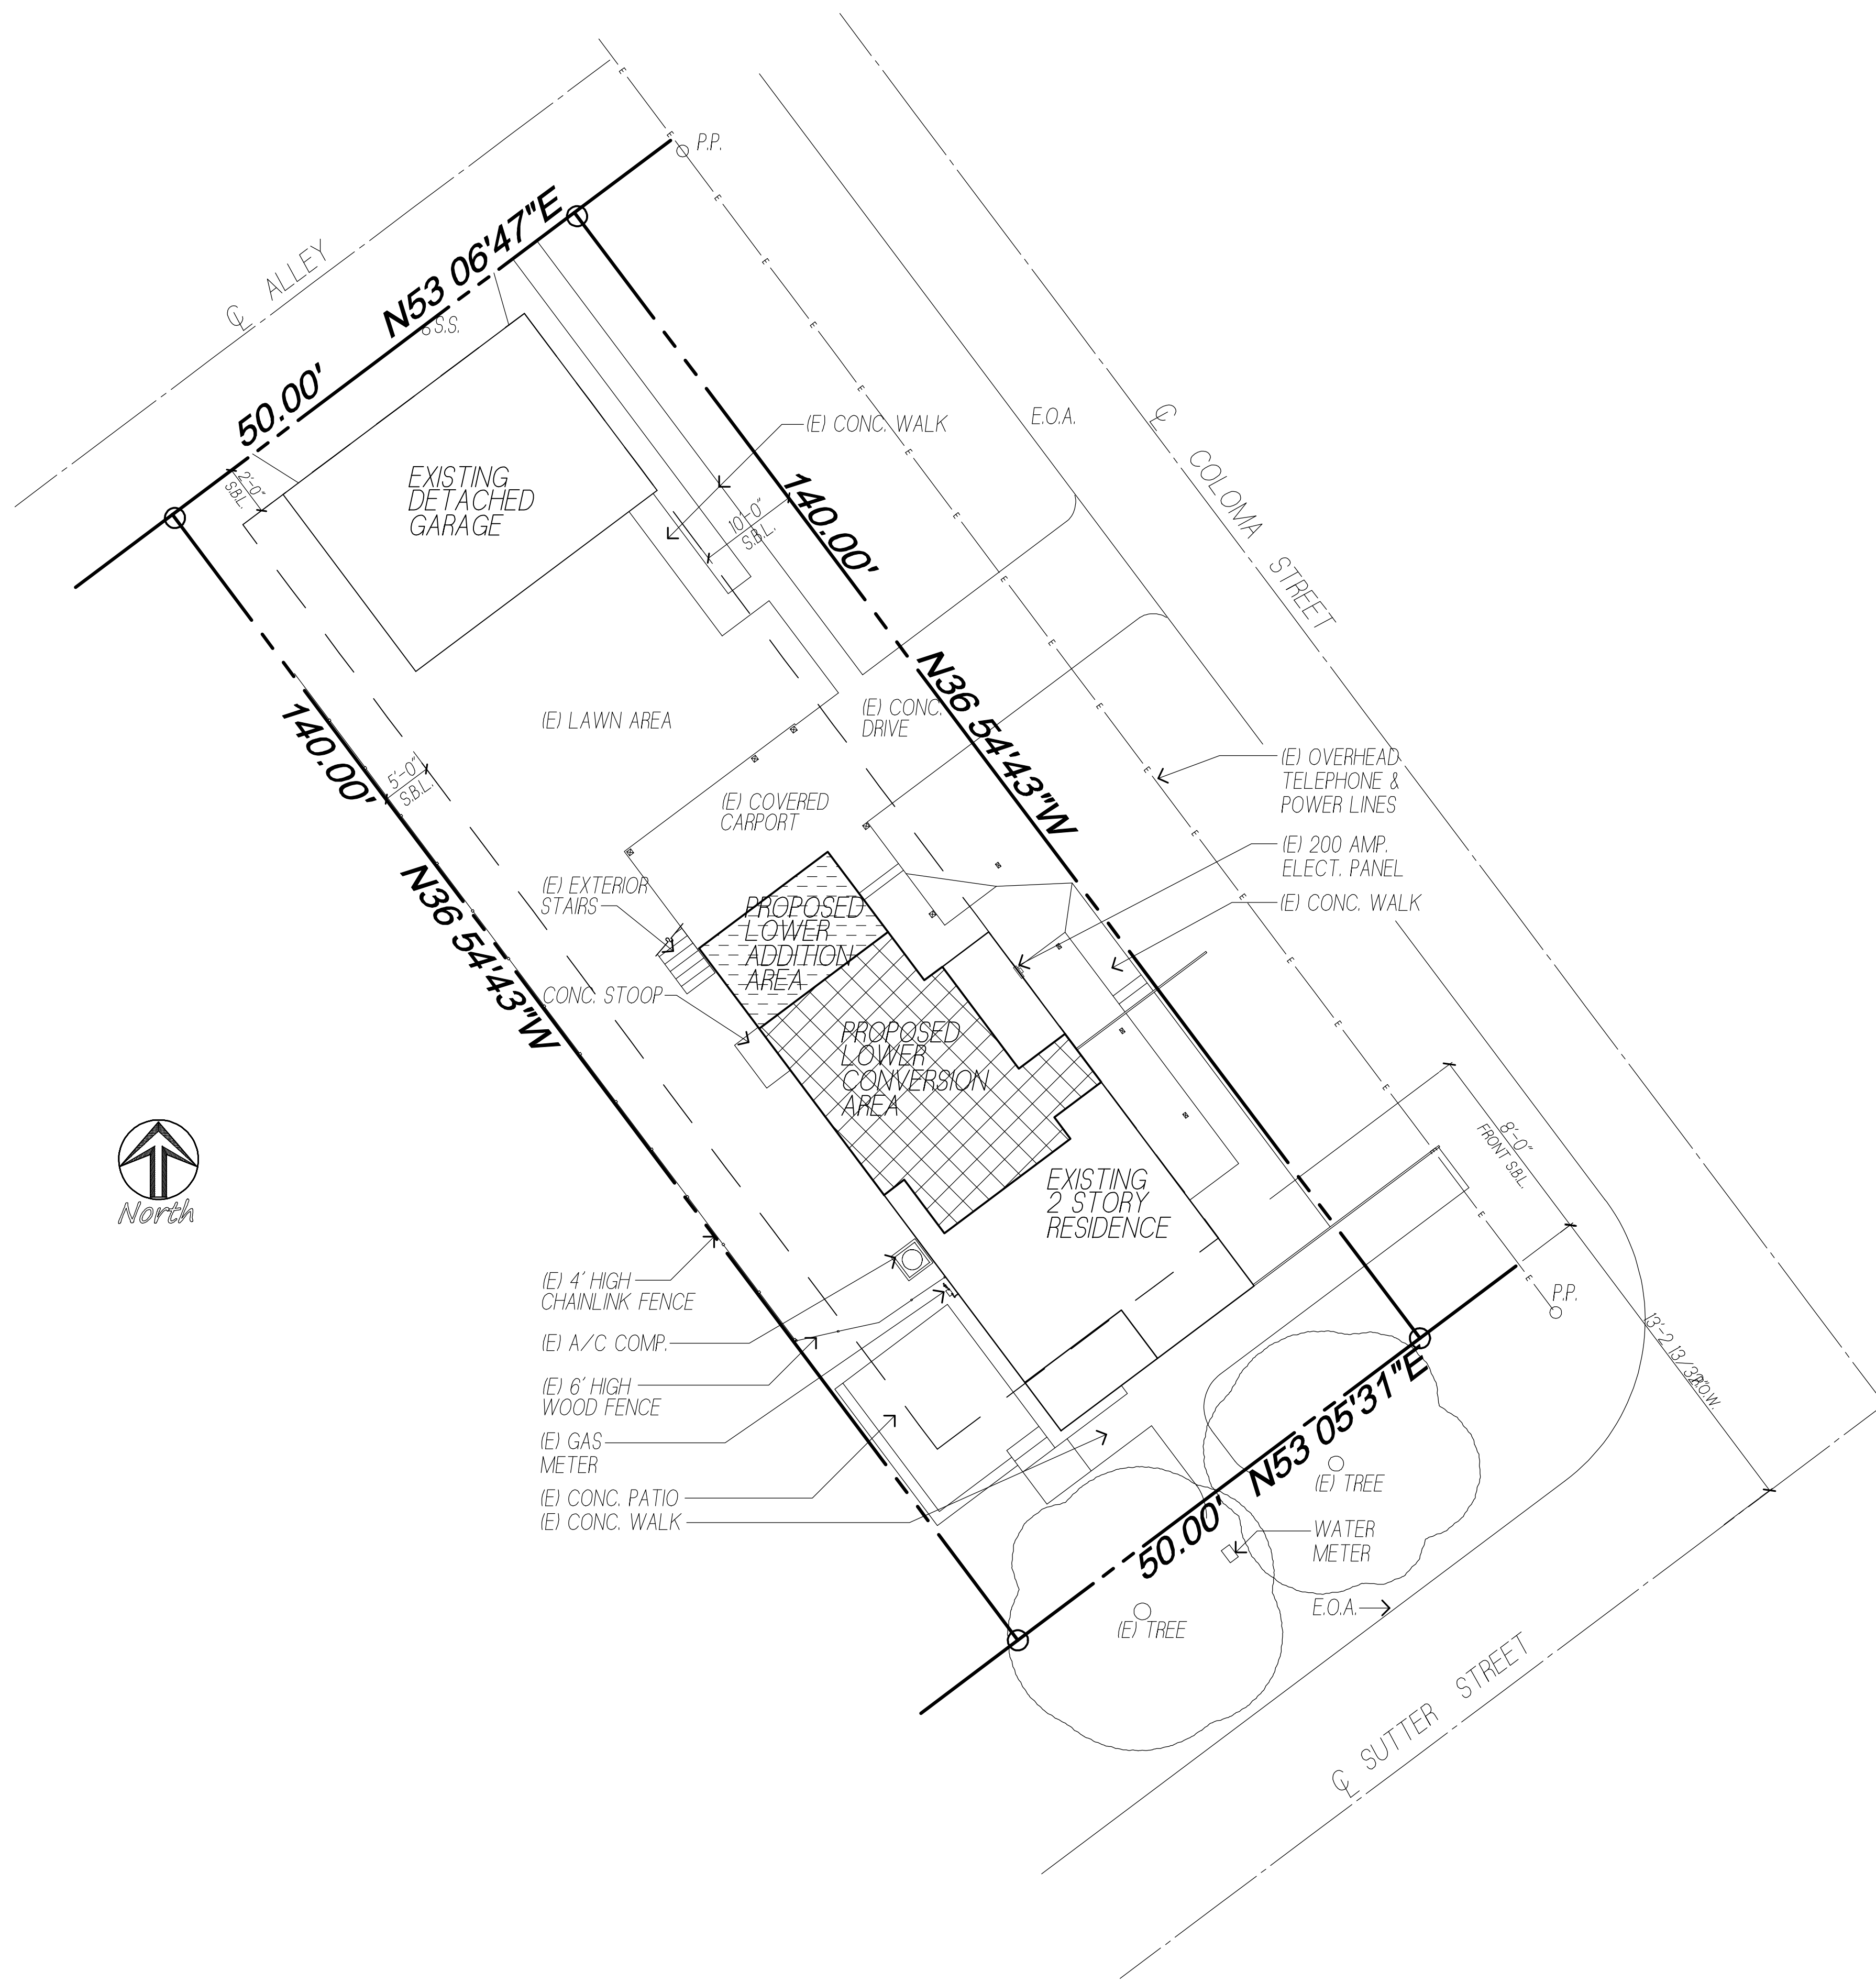 P.P.
℄ ALLEY
50.00' N53 06'47"E
S.S.
2'-0"
S.B.L.
EXISTING
DETACHED
GARAGE
(E) CONC. WALK
10'-0"
S.B.L.
E.O.A.
℄ COLOMA STREET
140.00' N36 54'43"W
140.00' N36 54'43"W
5'-0"
S.B.L.
(E) LAWN AREA
(E) CONC.
DRIVE
(E) COVERED
CARPORT
(E) OVERHEAD
TELEPHONE &
POWER LINES
(E) 200 AMP.
ELECT. PANEL
(E) CONC. WALK
(E) EXTERIOR
STAIRS
PROPOSED
LOWER
ADDITION
AREA
CONC. STOOP
PROPOSED
LOWER
CONVERSION
AREA
EXISTING
2 STORY
RESIDENCE
8'-0"
FRONT S.B.L.
North
(E) 4' HIGH
CHAINLINK FENCE
(E) A/C COMP.
(E) 6' HIGH
WOOD FENCE
(E) GAS
METER
(E) CONC. PATIO
(E) CONC. WALK
P.P.
13'-2 13/32"
R.O.W.
50.00' N53 05'31"E
(E) TREE
WATER
METER
E.O.A.
(E) TREE
℄ SUTTER STREET
E E E E E E E E E E E E E E E E E E E E E